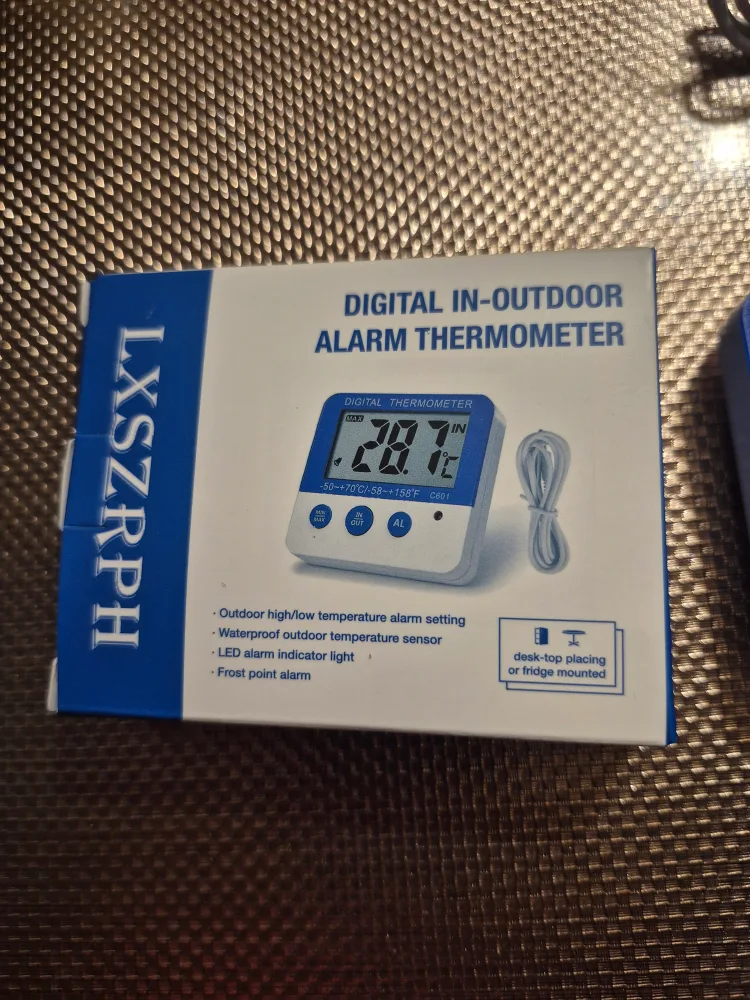 LXSZRPH
DIGITAL IN-OUTDOOR
ALARM THERMOMETER
DIGITAL THERMOMETER
MAX
28.7 IN
°C
-50~+70°C/-58~+158°F C601
MIN
MAX
IN
OUT
AL
· Outdoor high/low temperature alarm setting
· Waterproof outdoor temperature sensor
· LED alarm indicator light
· Frost point alarm
desk-top placing
or fridge mounted